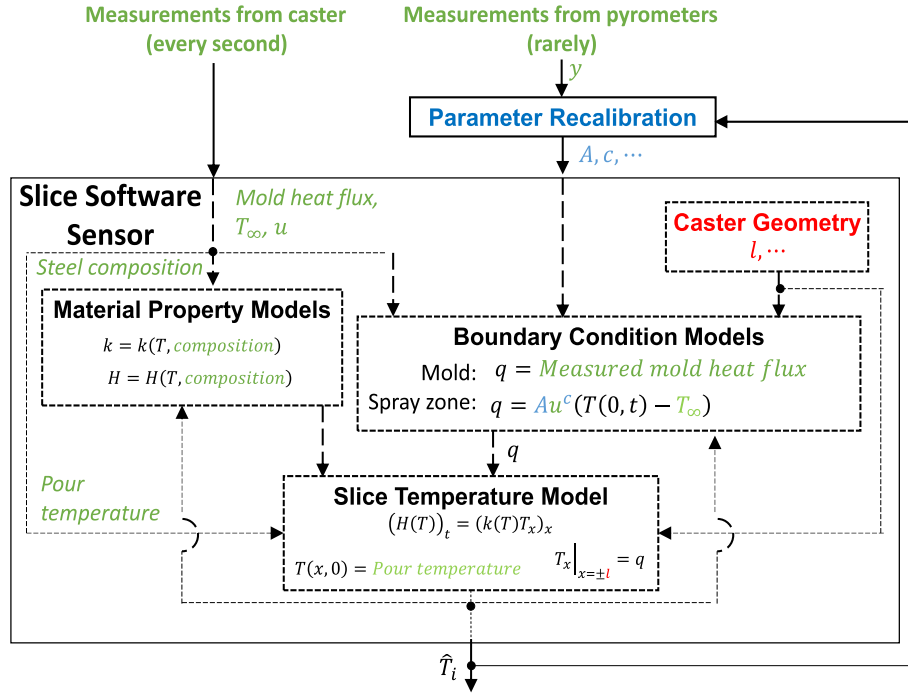 Measurements from caster
(every second)
Measurements from pyrometers
(rarely)
y
Parameter Recalibration
A, c, ⋯
Slice Software
Sensor
Mold heat flux,
T∞, u
Steel composition
Caster Geometry
l, ⋯
Material Property Models
k = k(T, composition)
H = H(T, composition)
Boundary Condition Models
Mold: q = Measured mold heat flux
Spray zone: q = Au^c(T(0, t) − T∞)
q
Pour
temperature
Slice Temperature Model
(H(T))_t = (k(T)T_x)_x
T(x, 0) = Pour temperature
T_x|_{x=±l} = q
T̂_i